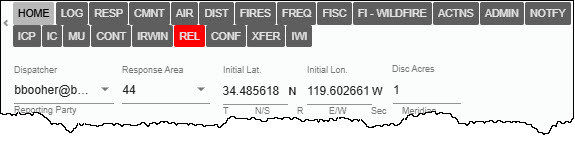 HOME LOG RESP CMNT AIR DIST FIRES FREQ FISC FI - WILDFIRE ACTNS ADMIN NOTFY
ICP IC MU CONT IRWIN REL CONF XFER IWI
Dispatcher Response Area Initial Lat. Initial Lon. Disc Acres
bbooher@b... 44 34.485618 N 119.602661 W 1
Reporting Party T N/S R E/W Sec Meridian